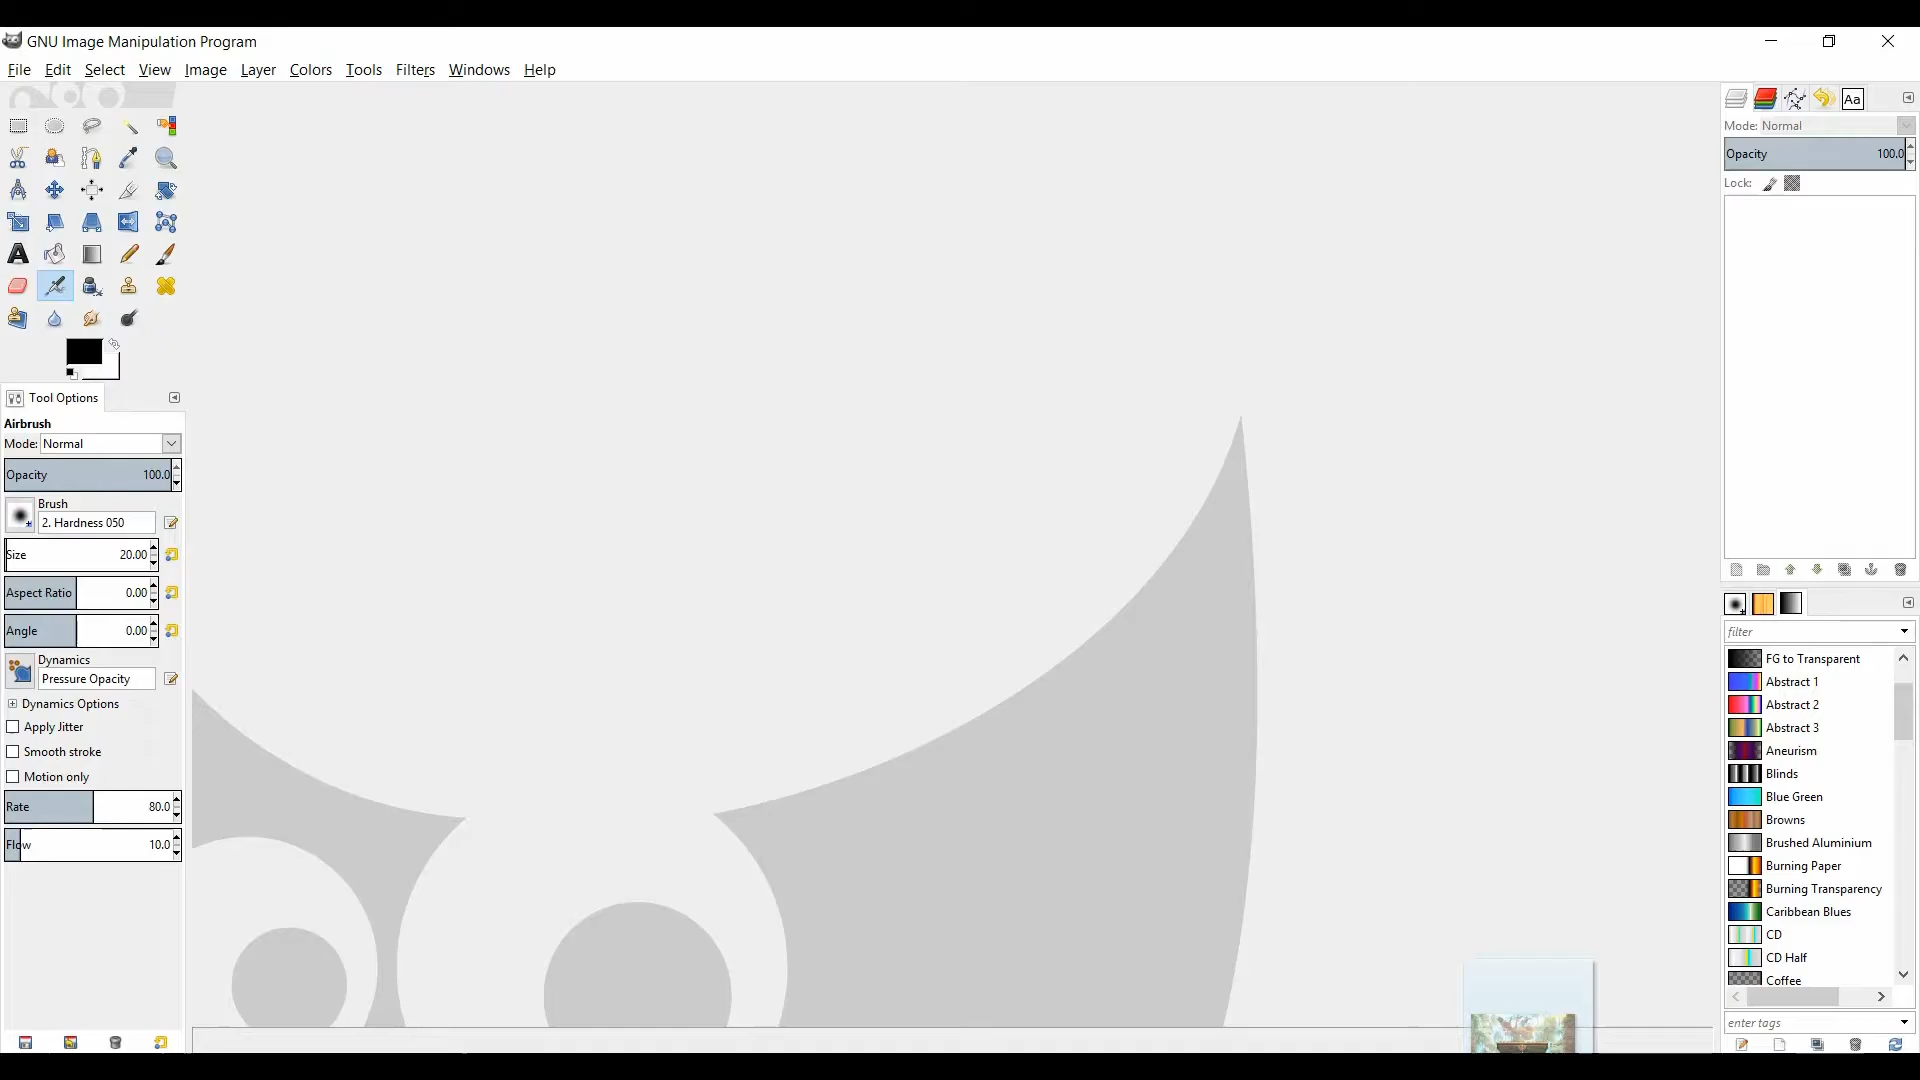 GNU Image Manipulation Program
File Edit Select View Image Layer Colors Tools Filters Windows Help
Aa
Mode: Normal
Opacity 100.0
Lock:
Tool Options
Airbrush
Mode: Normal
Opacity 100.0
Brush
2. Hardness 050
Size 20.00
Aspect Ratio 0.00
Angle 0.00
Dynamics
Pressure Opacity
Dynamics Options
Apply Jitter
Smooth stroke
Motion only
Rate 80.0
Flow 10.0
filter
FG to Transparent
Abstract 1
Abstract 2
Abstract 3
Aneurism
Blinds
Blue Green
Browns
Brushed Aluminium
Burning Paper
Burning Transparency
Caribbean Blues
CD
CD Half
Coffee
enter tags